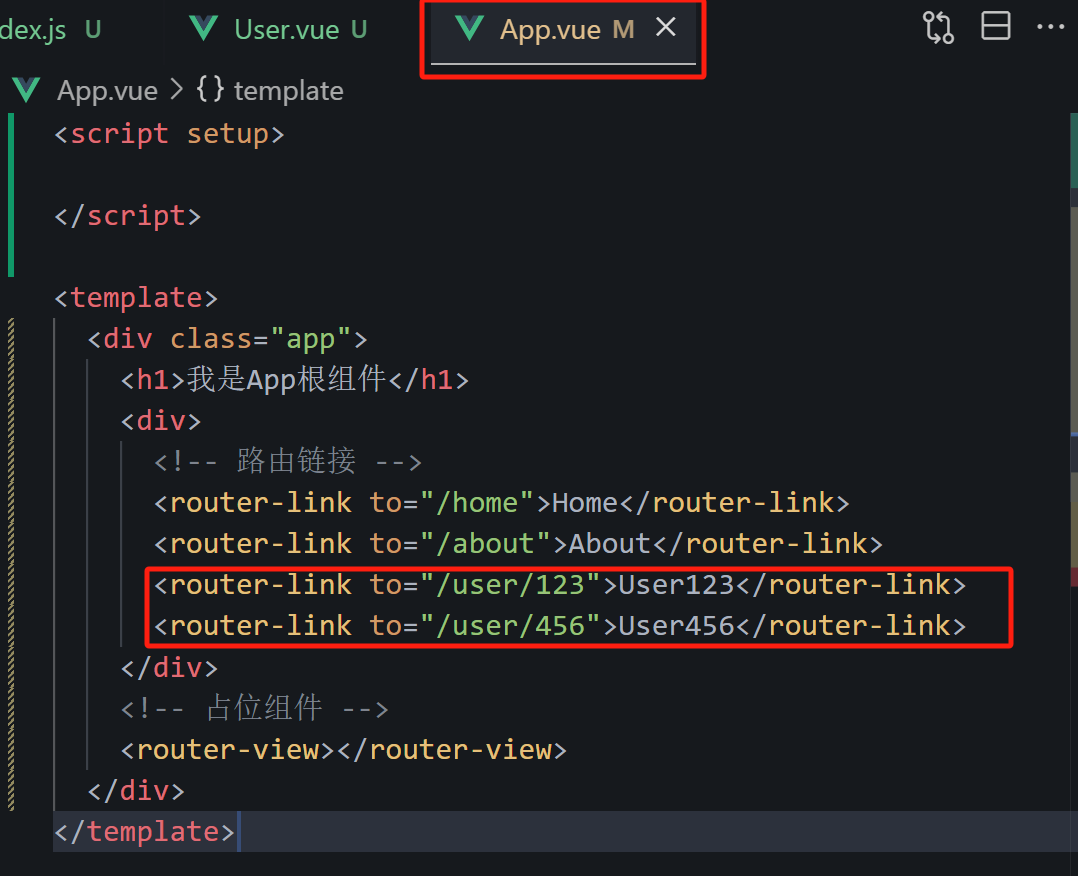 dex.js U User.vue U App.vue M
App.vue > {} template
<script setup>
</script>
<template>
<div class="app">
<h1>我是App根组件</h1>
<div>
<!-- 路由链接 -->
<router-link to="/home">Home</router-link>
<router-link to="/about">About</router-link>
<router-link to="/user/123">User123</router-link>
<router-link to="/user/456">User456</router-link>
</div>
<!-- 占位组件 -->
<router-view></router-view>
</div>
</template>